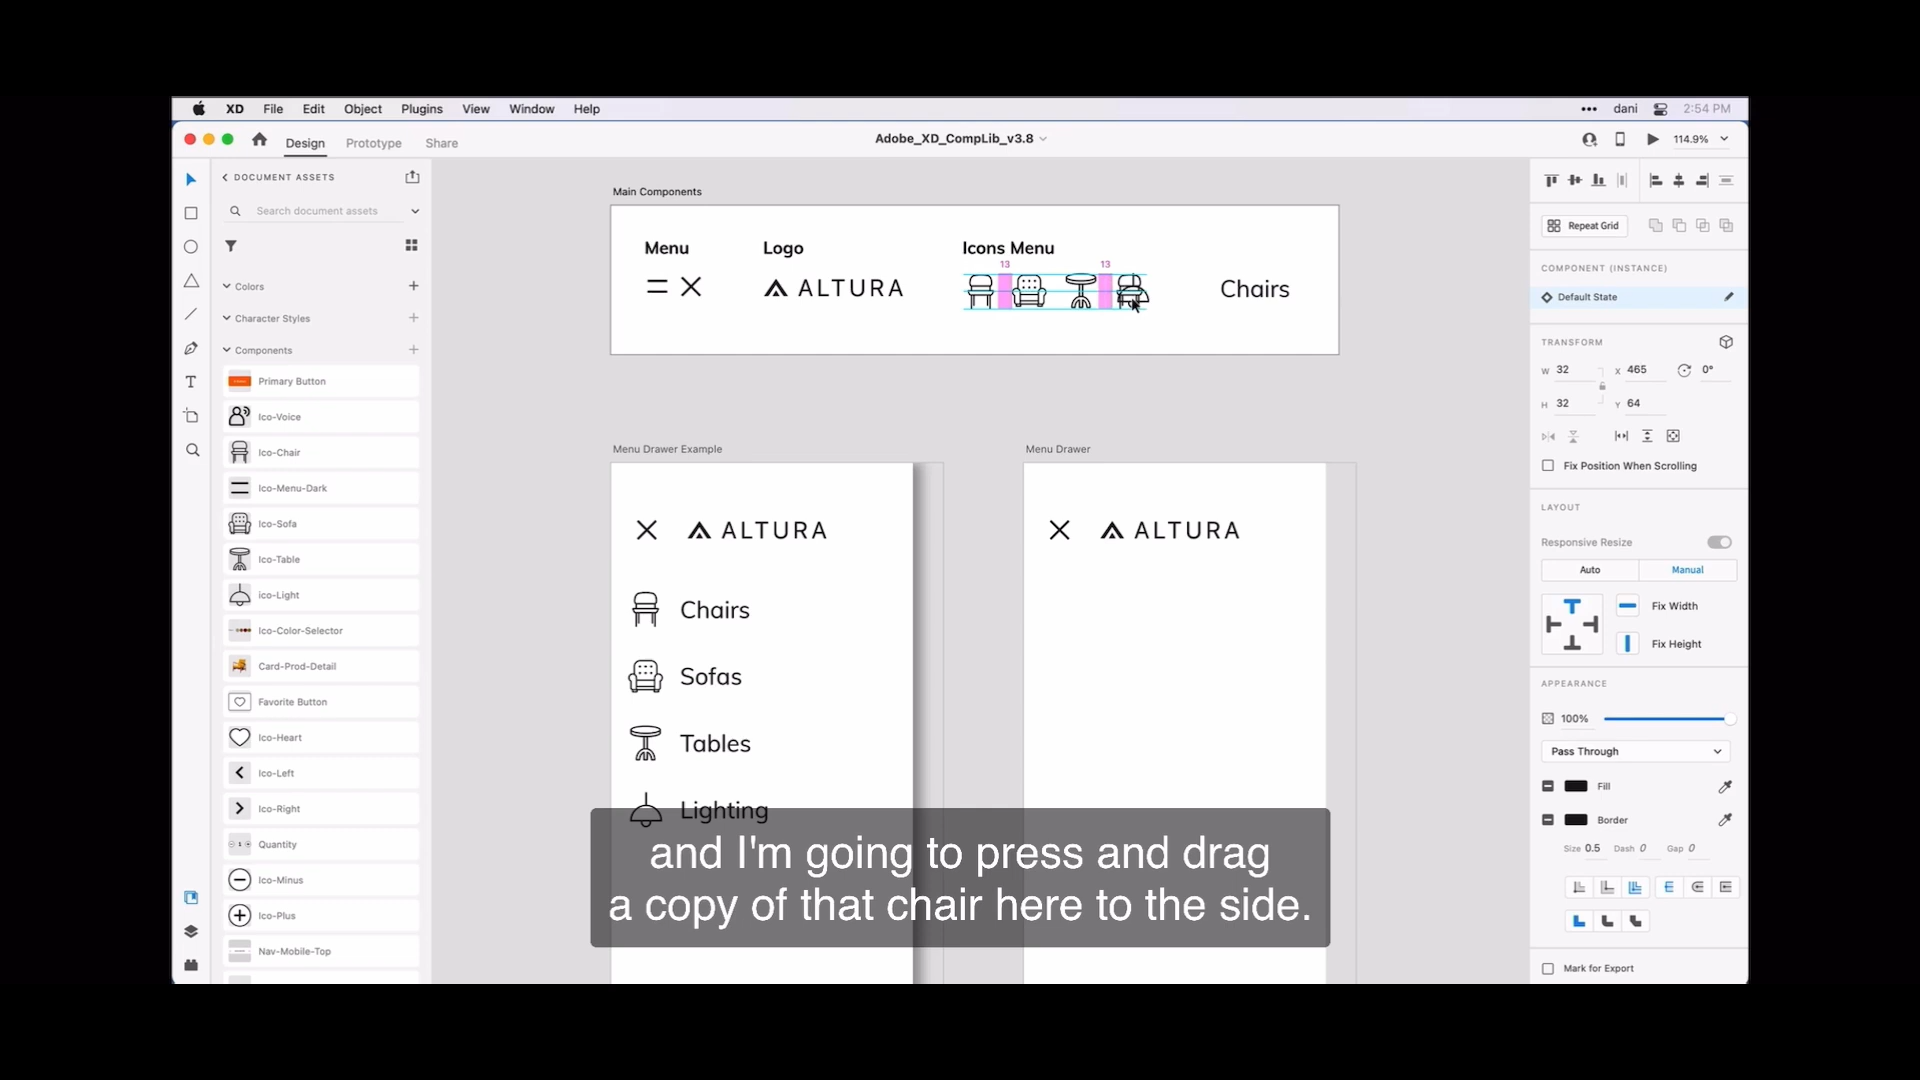 XD File Edit Object Plugins View Window Help
dani 2:54 PM
Design Prototype Share
Adobe_XD_CompLib_v3.8
114.9%
DOCUMENT ASSETS
Search document assets
Colors
Character Styles
Components
Primary Button
Ico-Voice
Ico-Chair
Ico-Menu-Dark
Ico-Sofa
Ico-Table
ico-Light
Ico-Color-Selector
Card-Prod-Detail
Favorite Button
Ico-Heart
Ico-Left
Ico-Right
Quantity
Ico-Minus
Ico-Plus
Nav-Mobile-Top
Main Components
Menu Logo Icons Menu
13 13
ALTURA
Chairs
Menu Drawer Example
ALTURA
Chairs
Sofas
Tables
Lighting
Menu Drawer
ALTURA
and I'm going to press and drag
a copy of that chair here to the side.
Repeat Grid
COMPONENT (INSTANCE)
Default State
TRANSFORM
W 32 X 465 0°
H 32 Y 64
Fix Position When Scrolling
LAYOUT
Responsive Resize
Auto Manual
Fix Width
Fix Height
APPEARANCE
100%
Pass Through
Fill
Border
Size 0.5 Dash 0 Gap 0
Mark for Export